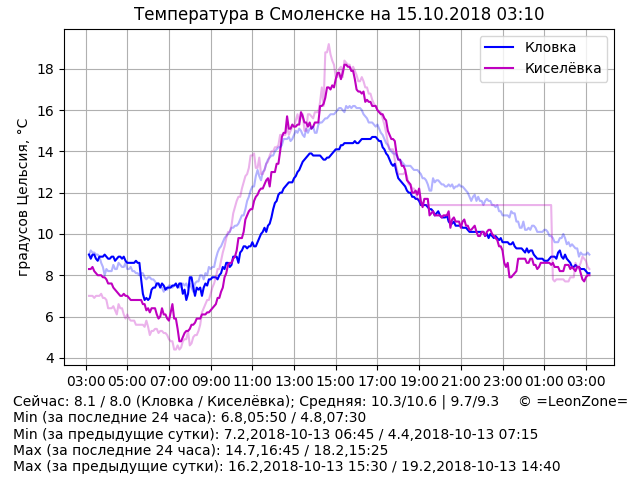 Температура в Смоленске на 15.10.2018 03:10
Кловка
Киселёвка
градусов Цельсия, °C
18
16
14
12
10
8
6
4
03:00 05:00 07:00 09:00 11:00 13:00 15:00 17:00 19:00 21:00 23:00 01:00 03:00
Сейчас: 8.1 / 8.0 (Кловка / Киселёвка); Средняя: 10.3/10.6 | 9.7/9.3 © =LeonZone=
Min (за последние 24 часа): 6.8,05:50 / 4.8,07:30
Min (за предыдущие сутки): 7.2,2018-10-13 06:45 / 4.4,2018-10-13 07:15
Max (за последние 24 часа): 14.7,16:45 / 18.2,15:25
Max (за предыдущие сутки): 16.2,2018-10-13 15:30 / 19.2,2018-10-13 14:40